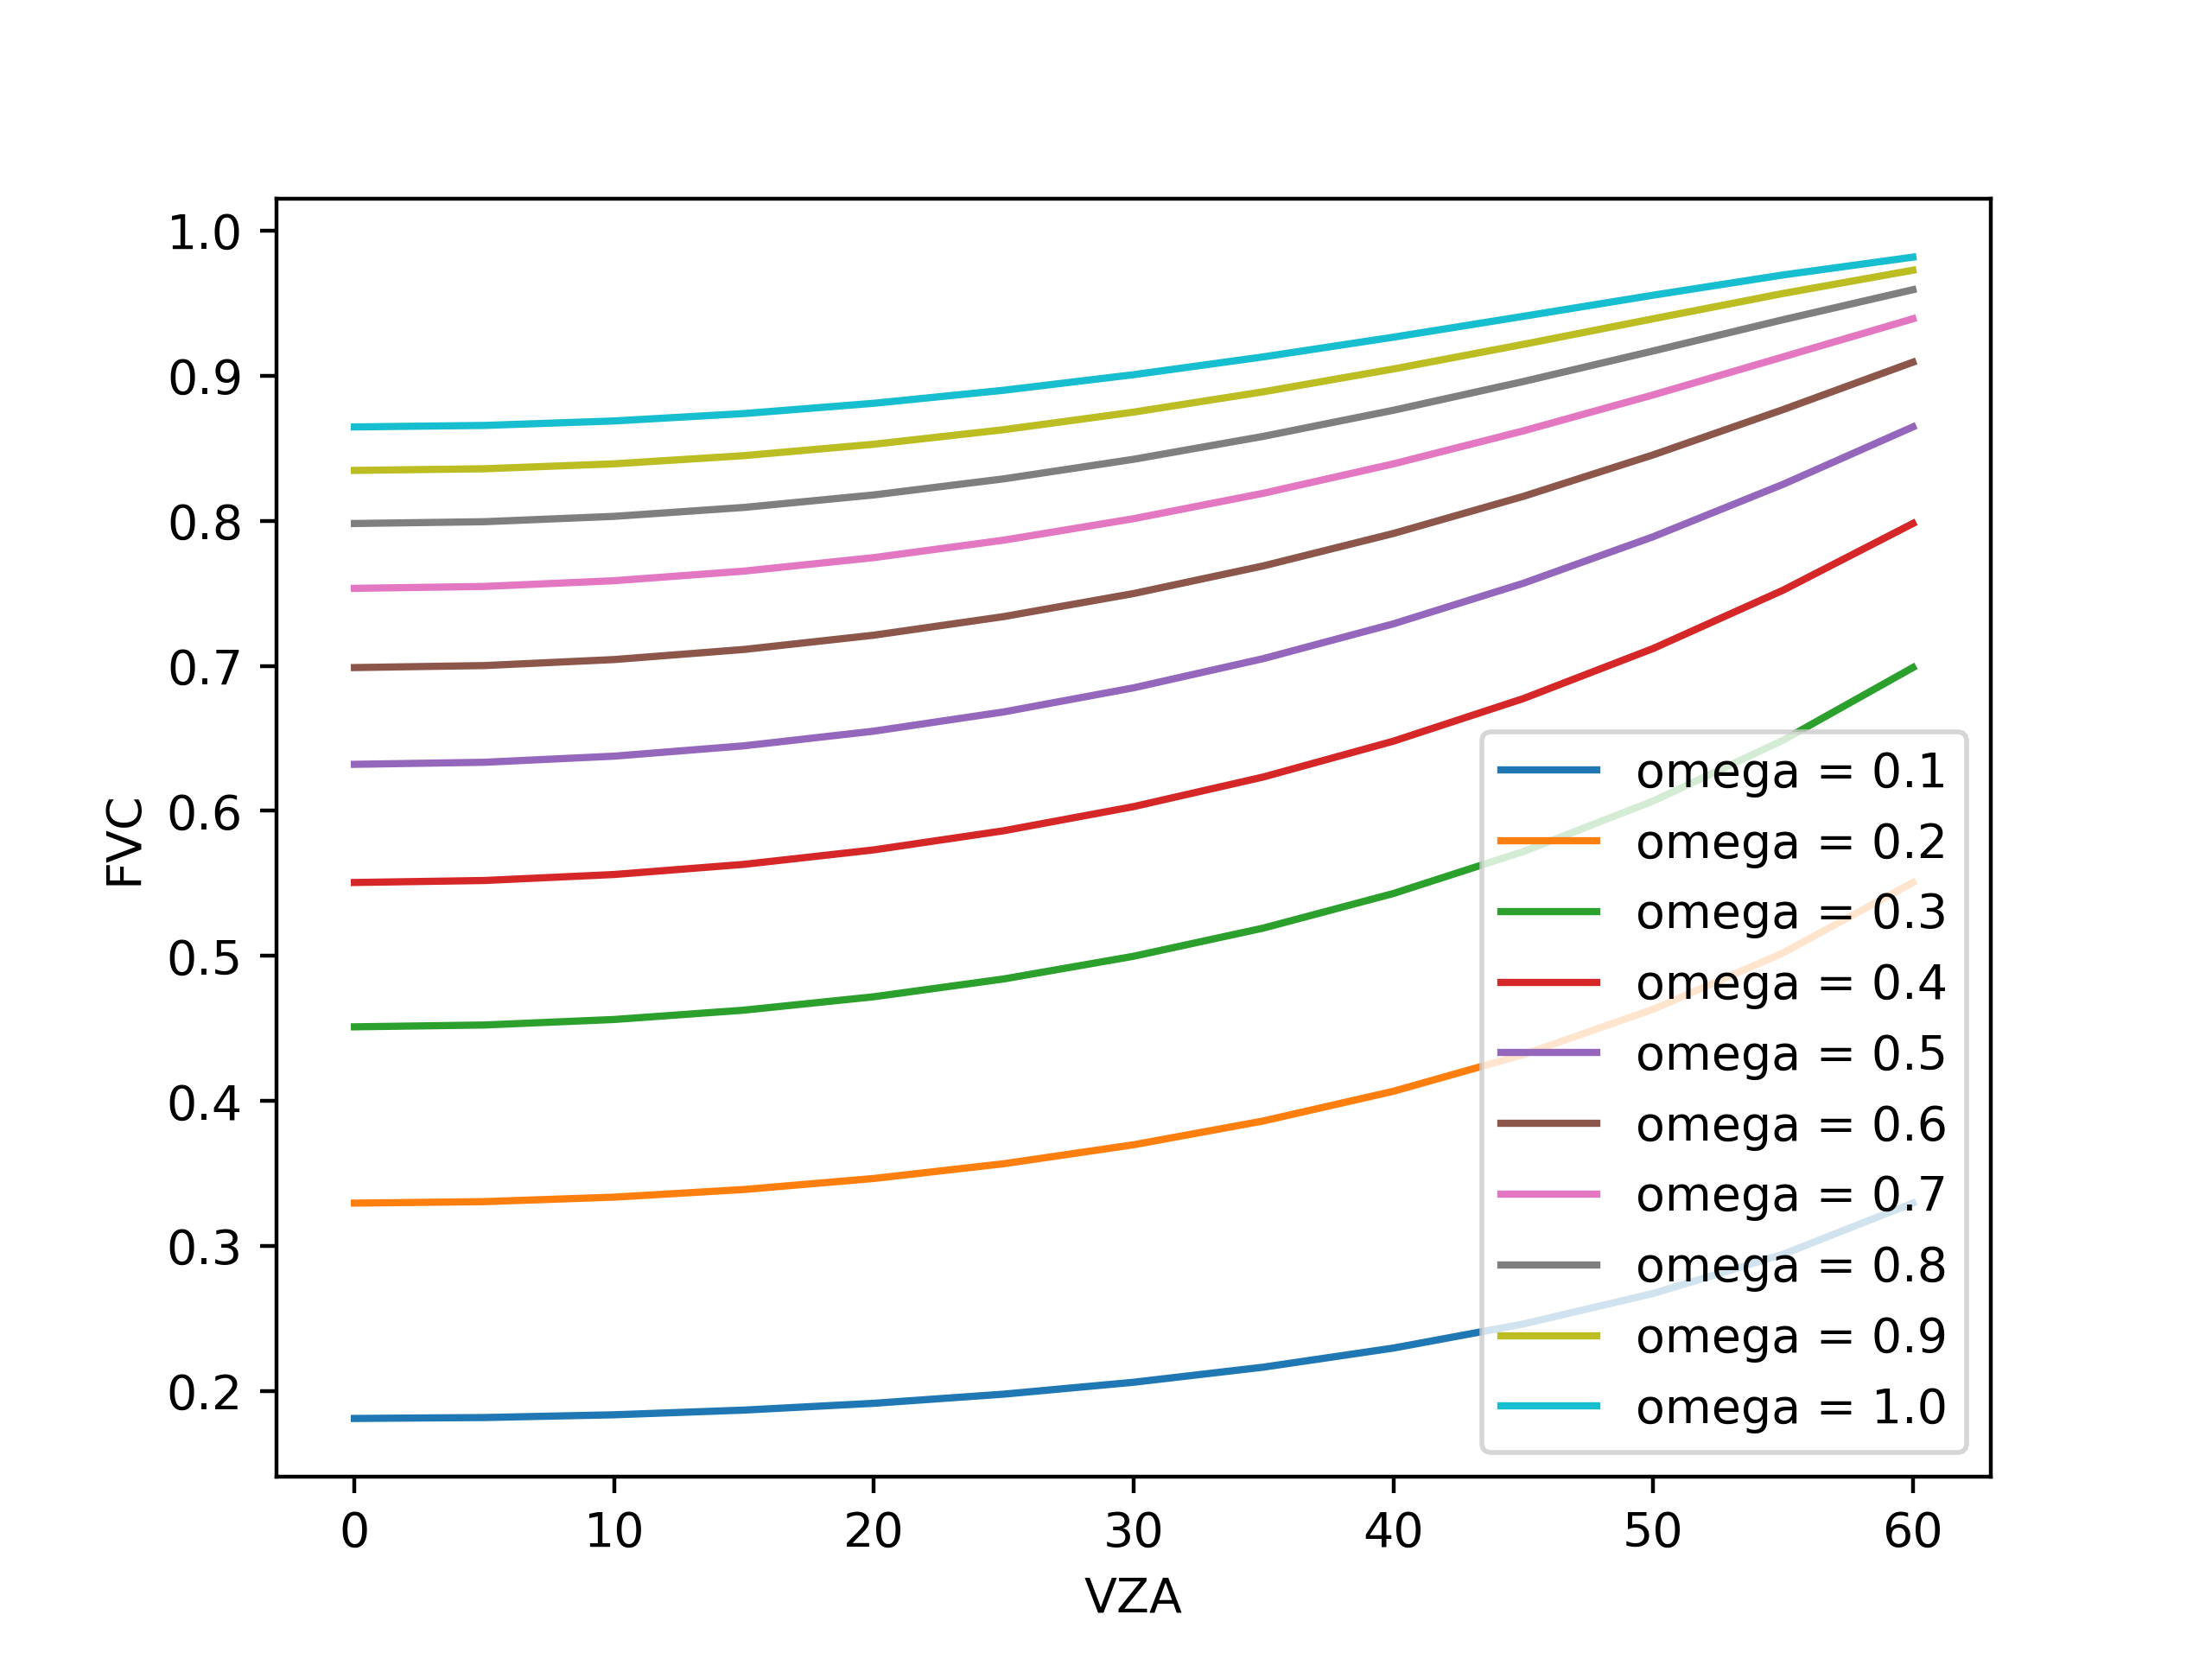 1.0
0.9
0.8
0.7
0.6
0.5
0.4
0.3
0.2
FVC
omega = 0.1
omega = 0.2
omega = 0.3
omega = 0.4
omega = 0.5
omega = 0.6
omega = 0.7
omega = 0.8
omega = 0.9
omega = 1.0
0 10 20 30 40 50 60
VZA